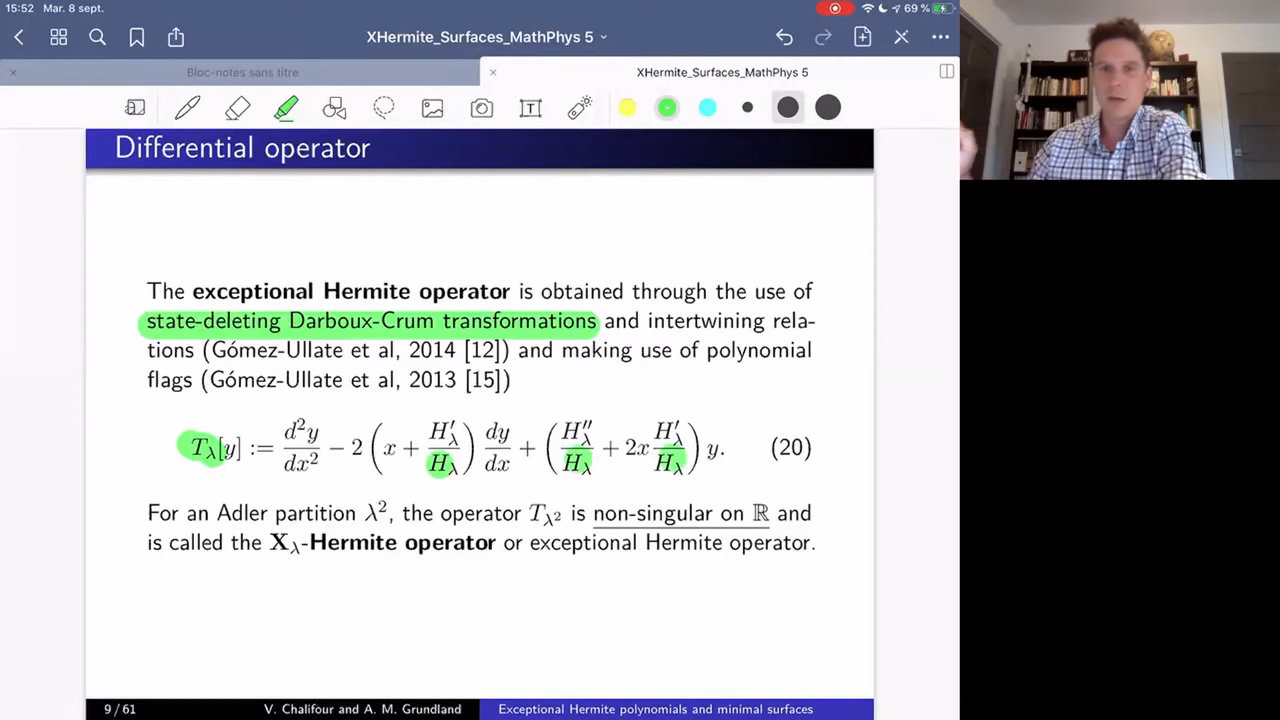 15:52 Mar. 8 sept. 69 %
XHermite_Surfaces_MathPhys 5
Bloc-notes sans titre
XHermite_Surfaces_MathPhys 5
T
Differential operator
The exceptional Hermite operator is obtained through the use of
state-deleting Darboux-Crum transformations and intertwining rela-
tions (Gómez-Ullate et al, 2014 [12]) and making use of polynomial
flags (Gómez-Ullate et al, 2013 [15])
T_λ[y] := d²y/dx² − 2 (x + H′_λ/H_λ) dy/dx + (H″_λ/H_λ + 2x H′_λ/H_λ) y. (20)
For an Adler partition λ², the operator T_λ² is non-singular on ℝ and
is called the X_λ-Hermite operator or exceptional Hermite operator.
9 / 61 V. Chalifour and A. M. Grundland Exceptional Hermite polynomials and minimal surfaces